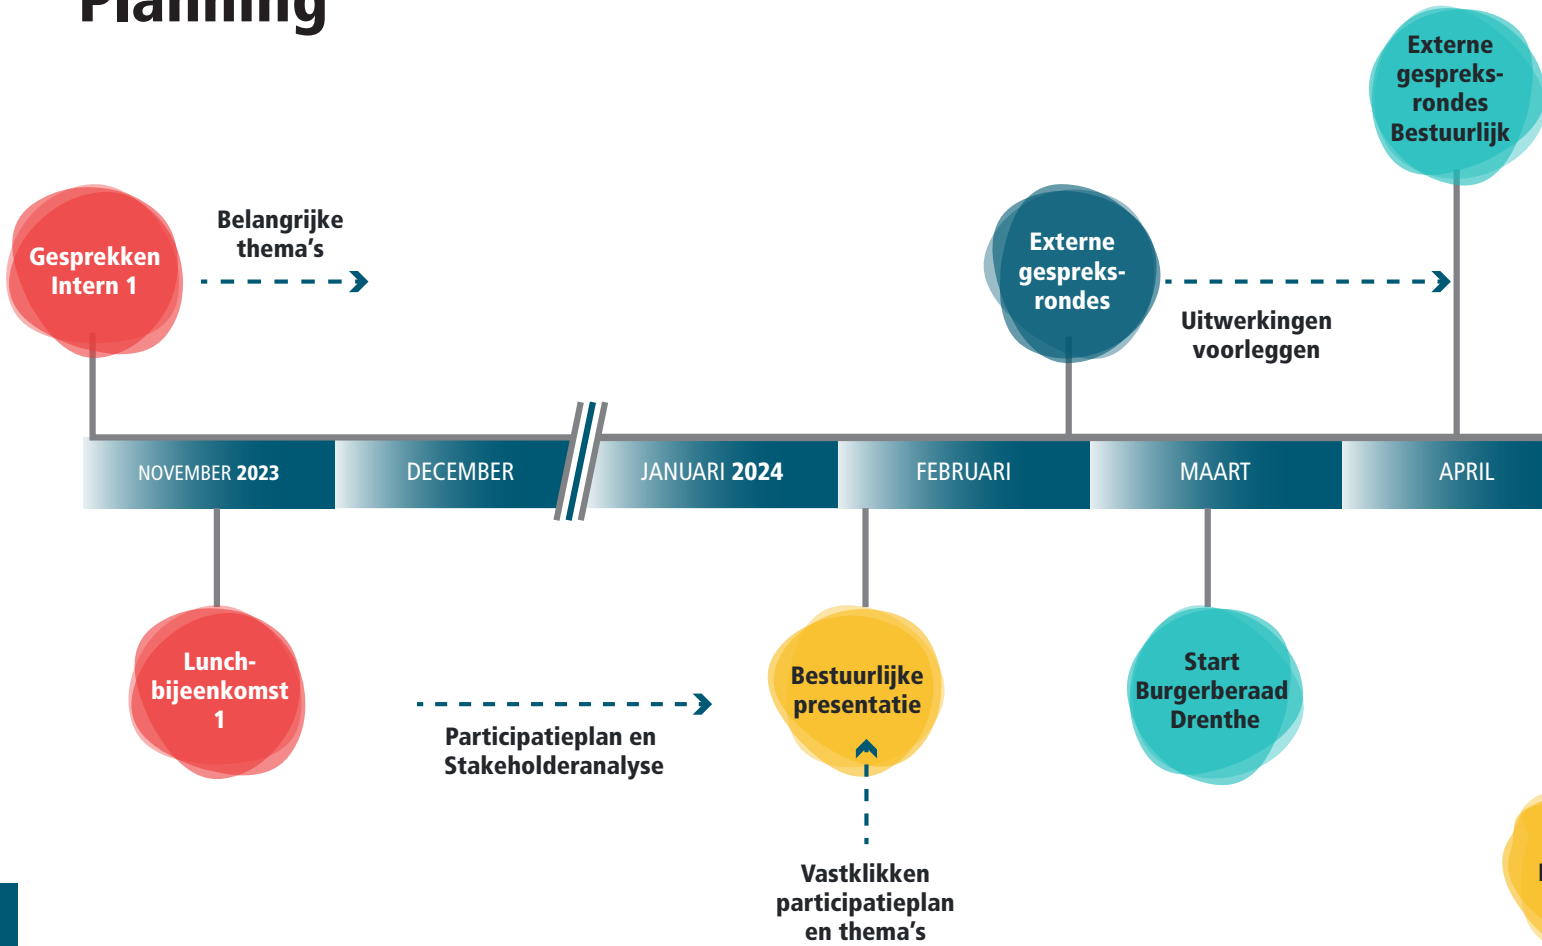 Planning
Externe
gespreks-
rondes
Bestuurlijk
Gesprekken
Intern 1
Belangrijke
thema's
Externe
gespreks-
rondes
Uitwerkingen
voorleggen
NOVEMBER 2023
DECEMBER
JANUARI 2024
FEBRUARI
MAART
APRIL
Lunch-
bijeenkomst
1
Participatieplan en
Stakeholderanalyse
Bestuurlijke
presentatie
Start
Burgerberaad
Drenthe
Vastklikken
participatieplan
en thema's